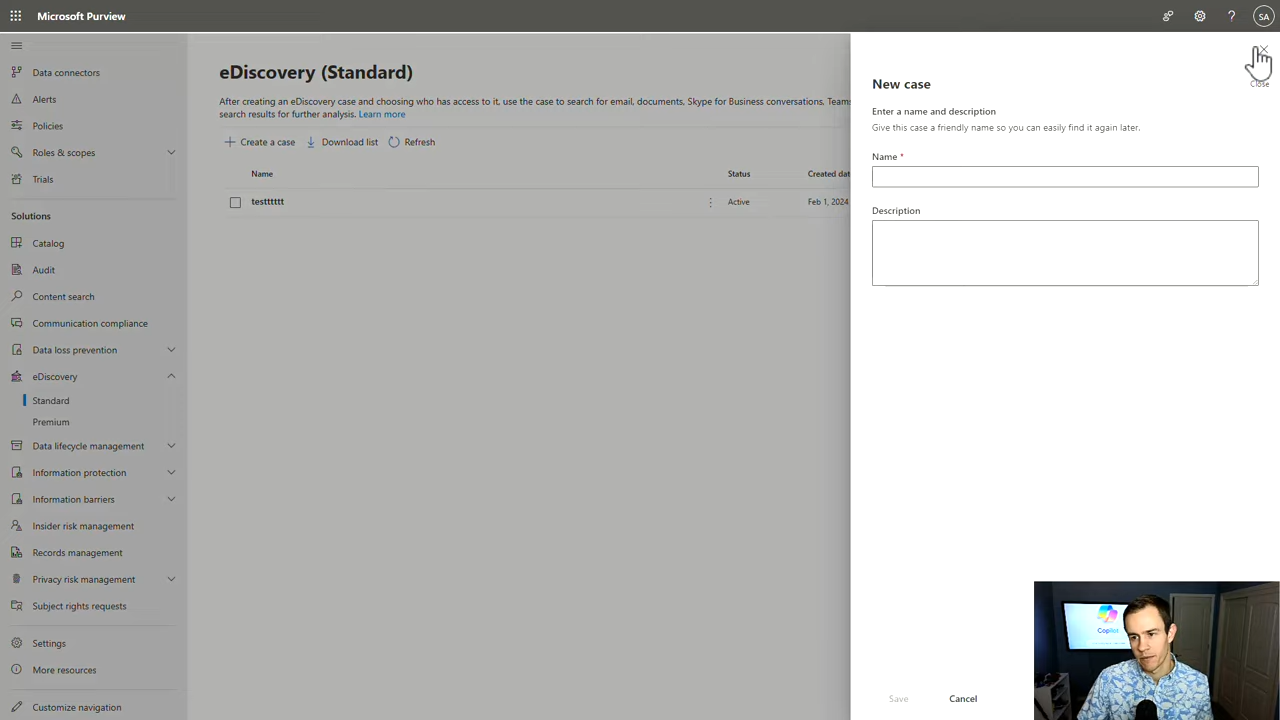 Microsoft Purview
SA
Data connectors
Alerts
Policies
Roles & scopes
Trials
Solutions
Catalog
Audit
Content search
Communication compliance
Data loss prevention
eDiscovery
Standard
Premium
Data lifecycle management
Information protection
Information barriers
Insider risk management
Records management
Privacy risk management
Subject rights requests
Settings
More resources
Customize navigation
eDiscovery (Standard)
After creating an eDiscovery case and choosing who has access to it, use the case to search for email, documents, Skype for Business conversations, Teams
search results for further analysis. Learn more
Create a case Download list Refresh
Name Status Created dat
testttttt Active Feb 1, 2024
Close
New case
Enter a name and description
Give this case a friendly name so you can easily find it again later.
Name *
Description
Save Cancel
Copilot